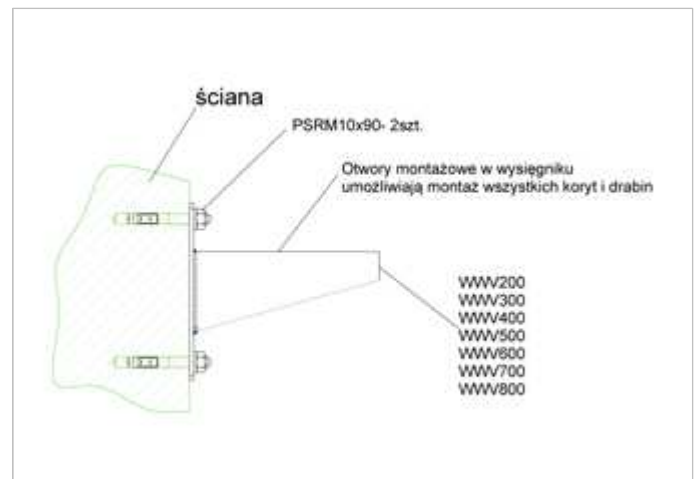 ściana
PSRM10x90- 2szt.
Otwory montażowe w wysięgniku
umożliwiają montaż wszystkich koryt i drabin
WWV200
WWV300
WWV400
WWV500
WWV600
WWV700
WWV800